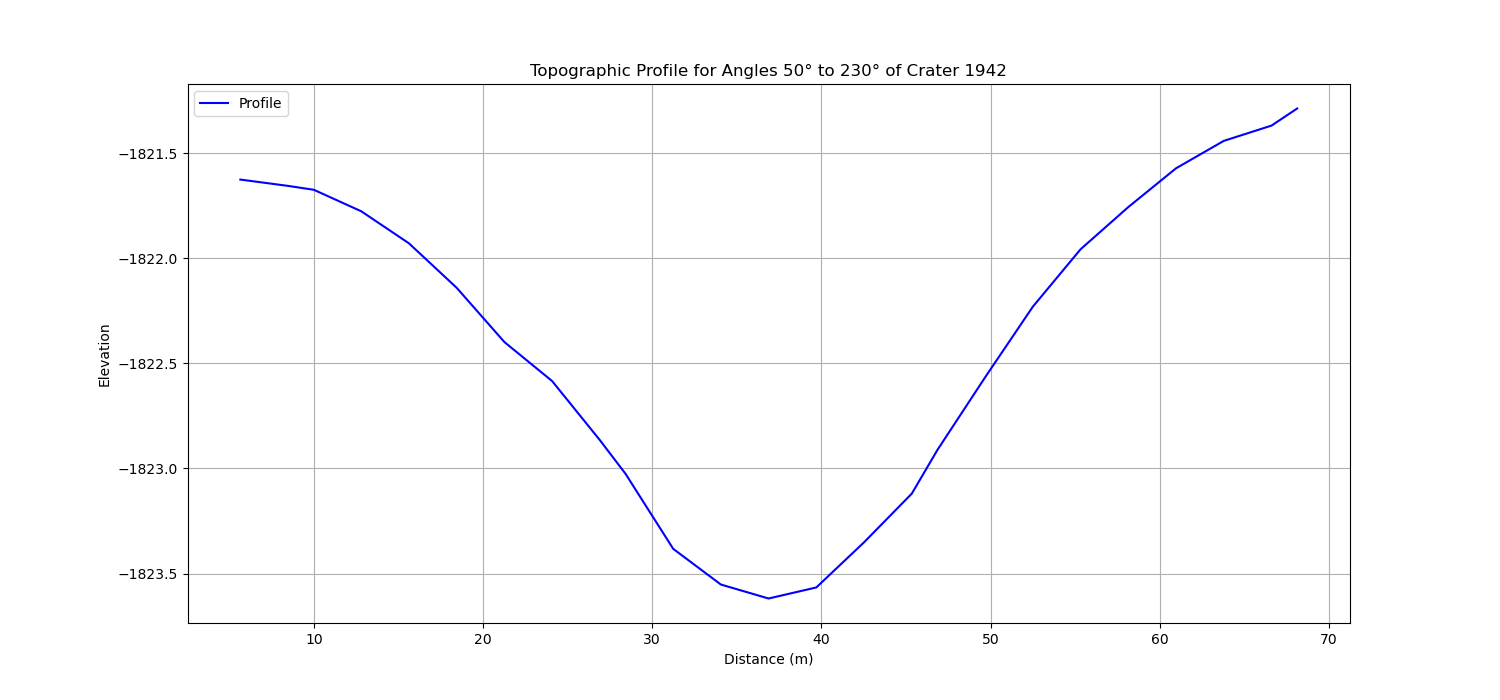 Topographic Profile for Angles 50° to 230° of Crater 1942
Profile
−1821.5
−1822.0
−1822.5
−1823.0
−1823.5
Elevation
10 20 30 40 50 60 70
Distance (m)